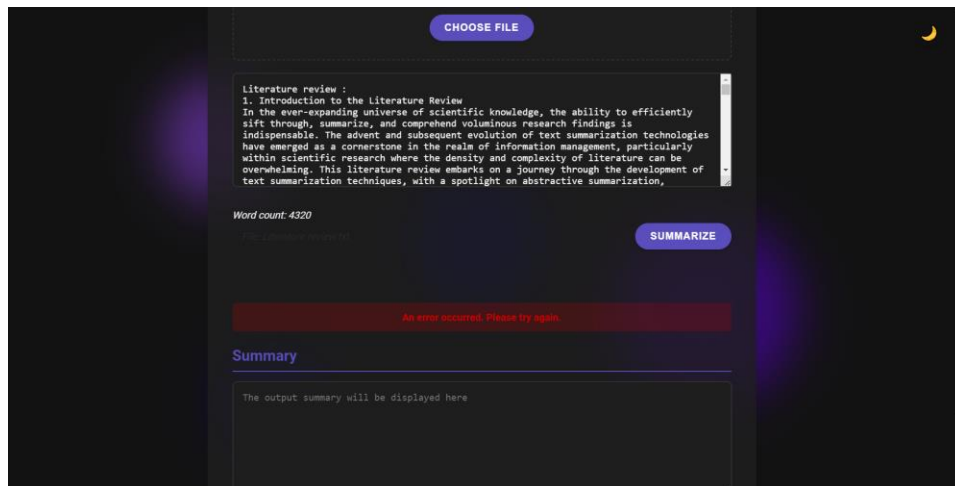 CHOOSE FILE
Literature review :
1. Introduction to the Literature Review
In the ever-expanding universe of scientific knowledge, the ability to efficiently
sift through, summarize, and comprehend voluminous research findings is
indispensable. The advent and subsequent evolution of text summarization technologies
have emerged as a cornerstone in the realm of information management, particularly
within scientific research where the density and complexity of literature can be
overwhelming. This literature review embarks on a journey through the development of
text summarization techniques, with a spotlight on abstractive summarization,
Word count: 4320
File: Literature review.txt
SUMMARIZE
An error occurred. Please try again.
Summary
The output summary will be displayed here